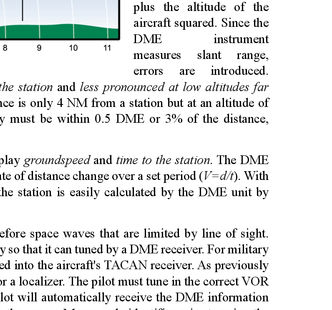 plus the altitude of the
aircraft squared. Since the
DME instrument
measures slant range,
errors are introduced.
8 9 10 11
the station and less pronounced at low altitudes far
nce is only 4 NM from a station but at an altitude of
y must be within 0.5 DME or 3% of the distance,
play groundspeed and time to the station. The DME
te of distance change over a set period (V=d/t). With
the station is easily calculated by the DME unit by
efore space waves that are limited by line of sight.
y so that it can tuned by a DME receiver. For military
ed into the aircraft's TACAN receiver. As previously
or a localizer. The pilot must tune in the correct VOR
lot will automatically receive the DME information